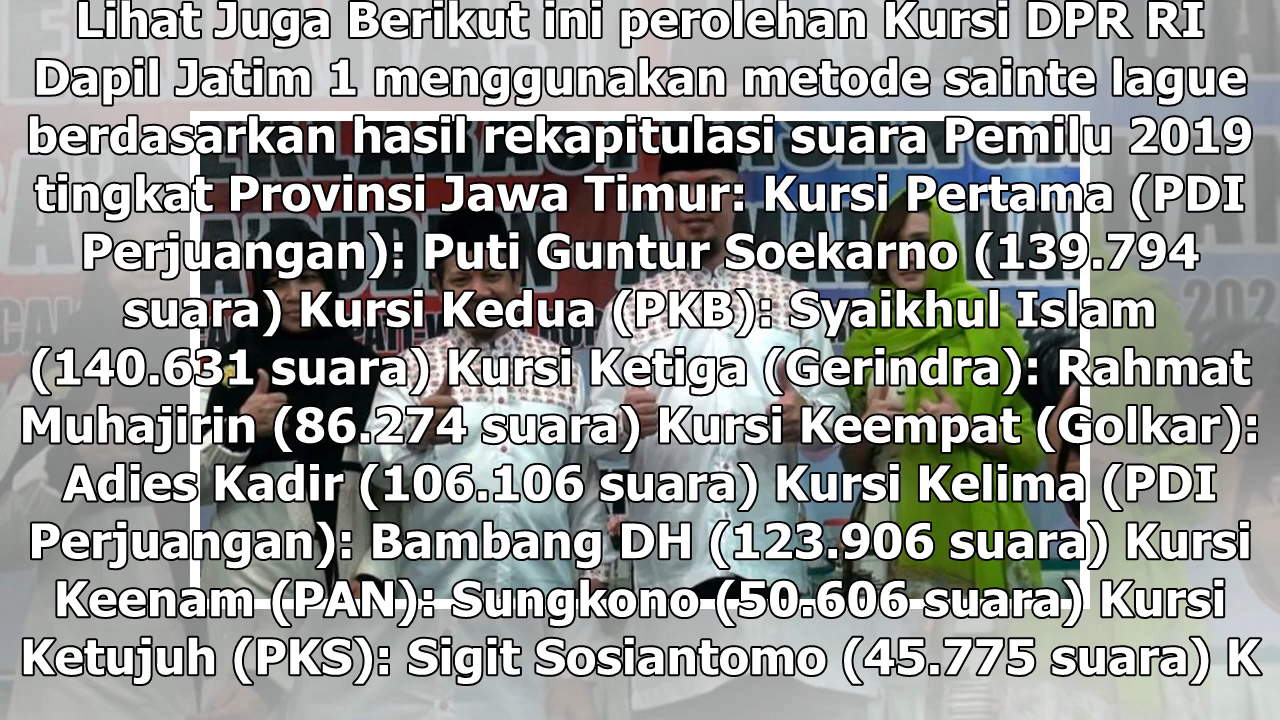 Lihat Juga Berikut ini perolehan Kursi DPR RI
Dapil Jatim 1 menggunakan metode sainte lague
berdasarkan hasil rekapitulasi suara Pemilu 2019
tingkat Provinsi Jawa Timur: Kursi Pertama (PDI
Perjuangan): Puti Guntur Soekarno (139.794
suara) Kursi Kedua (PKB): Syaikhul Islam
(140.631 suara) Kursi Ketiga (Gerindra): Rahmat
Muhajirin (86.274 suara) Kursi Keempat (Golkar):
Adies Kadir (106.106 suara) Kursi Kelima (PDI
Perjuangan): Bambang DH (123.906 suara) Kursi
Keenam (PAN): Sungkono (50.606 suara) Kursi
Ketujuh (PKS): Sigit Sosiantomo (45.775 suara) K